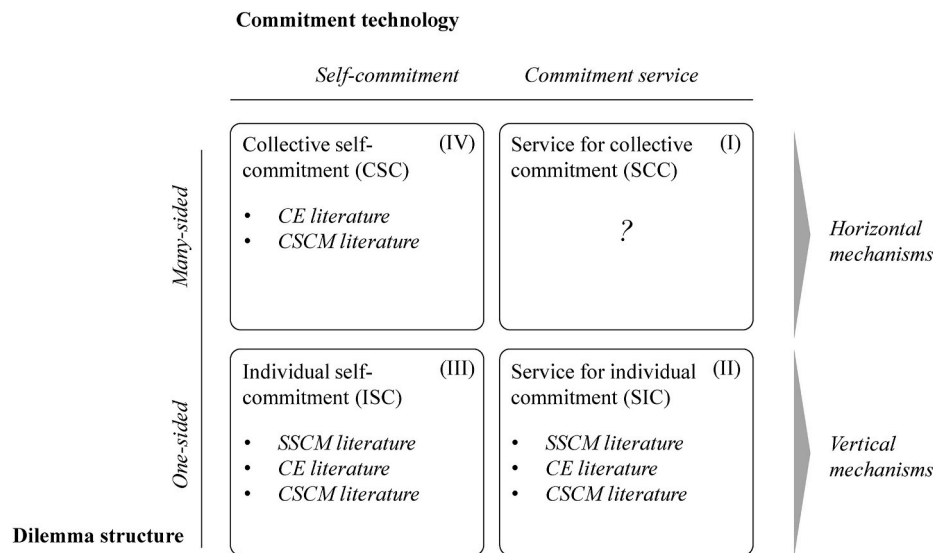 Commitment technology
Self-commitment
Commitment service
Many-sided
Collective self-
commitment (CSC)
(IV)
• CE literature
• CSCM literature
Service for collective
commitment (SCC)
(I)
?
Horizontal
mechanisms
One-sided
Individual self-
commitment (ISC)
(III)
• SSCM literature
• CE literature
• CSCM literature
Service for individual
commitment (SIC)
(II)
• SSCM literature
• CE literature
• CSCM literature
Vertical
mechanisms
Dilemma structure